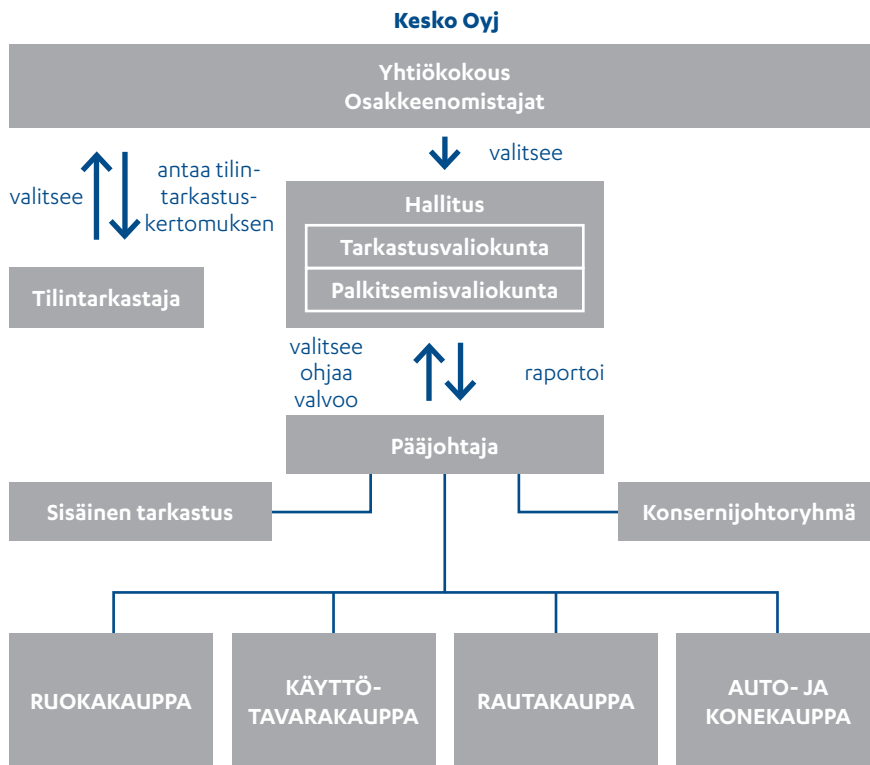 Kesko Oyj
Yhtiökokous
Osakkeenomistajat
valitsee
antaa tilin-
tarkastus-
kertomuksen
valitsee
Hallitus
Tarkastusvaliokunta
Palkitsemisvaliokunta
Tilintarkastaja
valitsee
ohjaa
valvoo
raportoi
Pääjohtaja
Sisäinen tarkastus
Konsernijohtoryhmä
RUOKAKAUPPA
KÄYTTÖ-
TAVARAKAUPPA
RAUTAKAUPPA
AUTO- JA
KONEKAUPPA